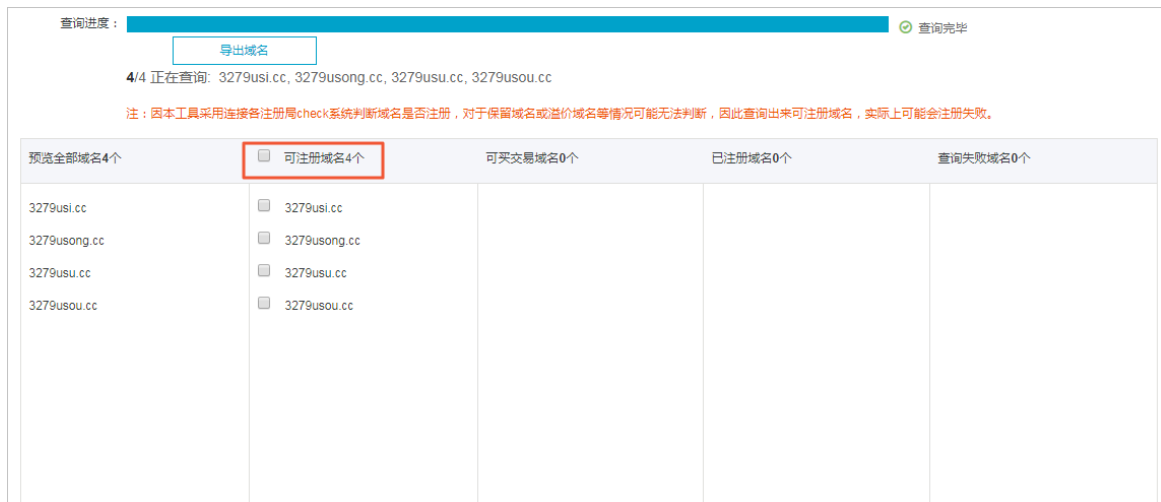 查询进度： 查询完毕
导出域名
4/4 正在查询: 3279usi.cc, 3279usong.cc, 3279usu.cc, 3279usou.cc
注：因本工具采用连接各注册局check系统判断域名是否注册，对于保留域名或溢价域名等情况可能无法判断，因此查询出来可注册域名，实际上可能会注册失败。
预览全部域名4个 可注册域名4个 可买交易域名0个 已注册域名0个 查询失败域名0个
3279usi.cc 3279usi.cc
3279usong.cc 3279usong.cc
3279usu.cc 3279usu.cc
3279usou.cc 3279usou.cc